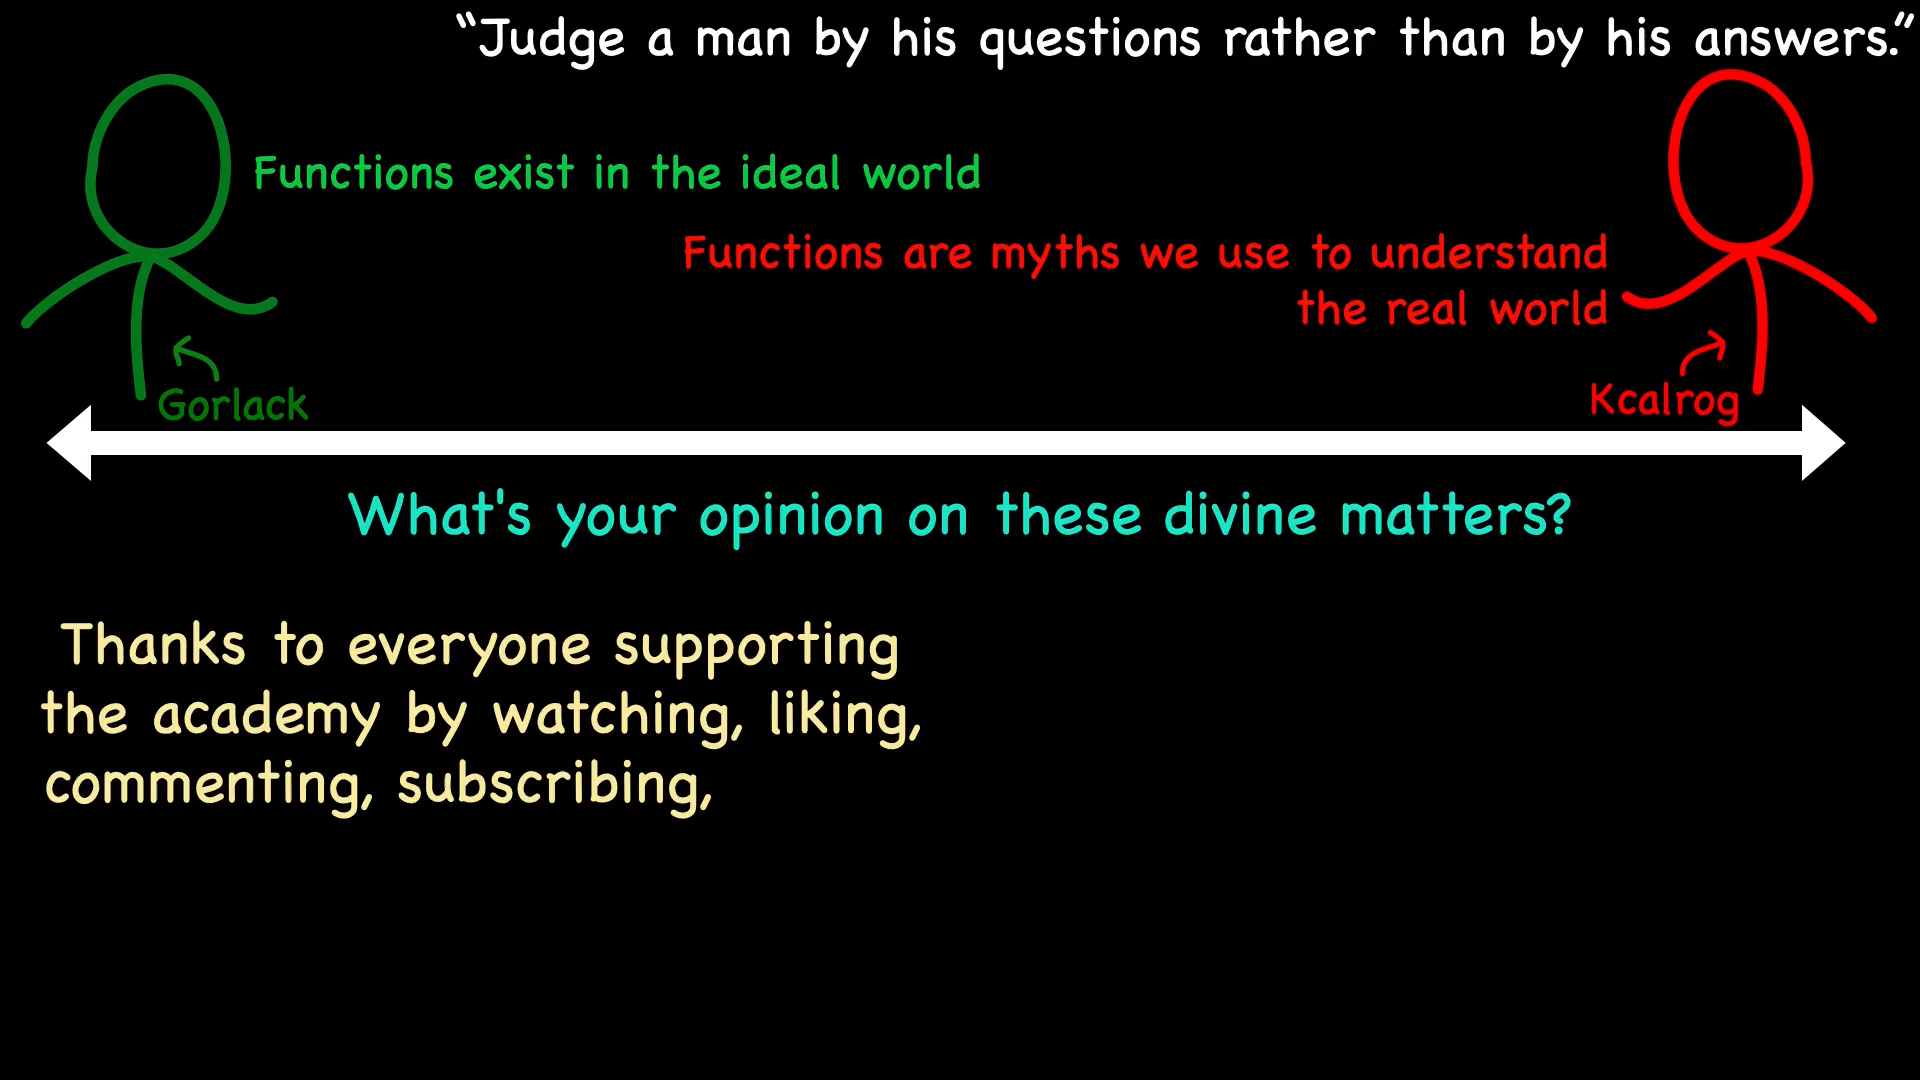 “Judge a man by his questions rather than by his answers.”
Functions exist in the ideal world
Functions are myths we use to understand
the real world
Gorlack
Kcalrog
What's your opinion on these divine matters?
Thanks to everyone supporting
the academy by watching, liking,
commenting, subscribing,